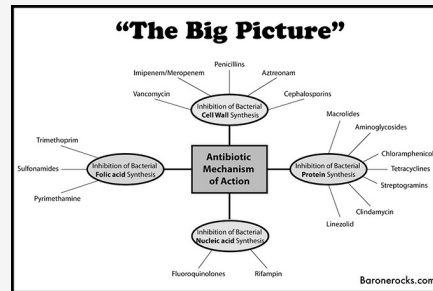 “The Big Picture”
Penicillins
Imipenem/Meropenem
Aztreonam
Vancomycin
Cephalosporins
Inhibition of Bacterial
Cell Wall Synthesis
Trimethoprim
Sulfonamides
Pyrimethamine
Inhibition of Bacterial
Folic acid Synthesis
Antibiotic
Mechanism
of Action
Inhibition of Bacterial
Protein Synthesis
Macrolides
Aminoglycosides
Chloramphenicol
Tetracyclines
Streptogramins
Clindamycin
Linezolid
Inhibition of Bacterial
Nucleic acid Synthesis
Fluoroquinolones
Rifampin
Baronerocks.com